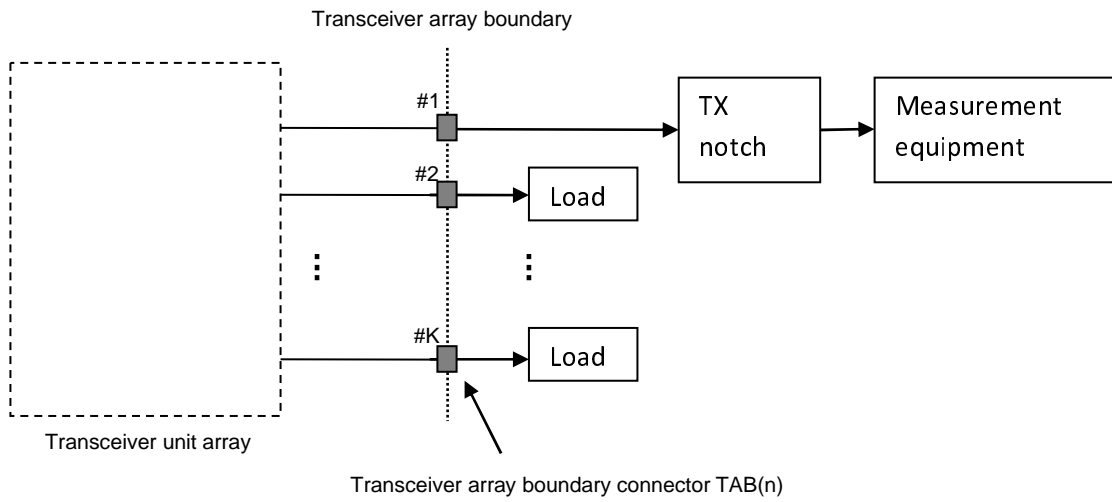 Transceiver array boundary
#1
TX
notch
Measurement
equipment
#2
Load
#K
Load
Transceiver unit array
Transceiver array boundary connector TAB(n)